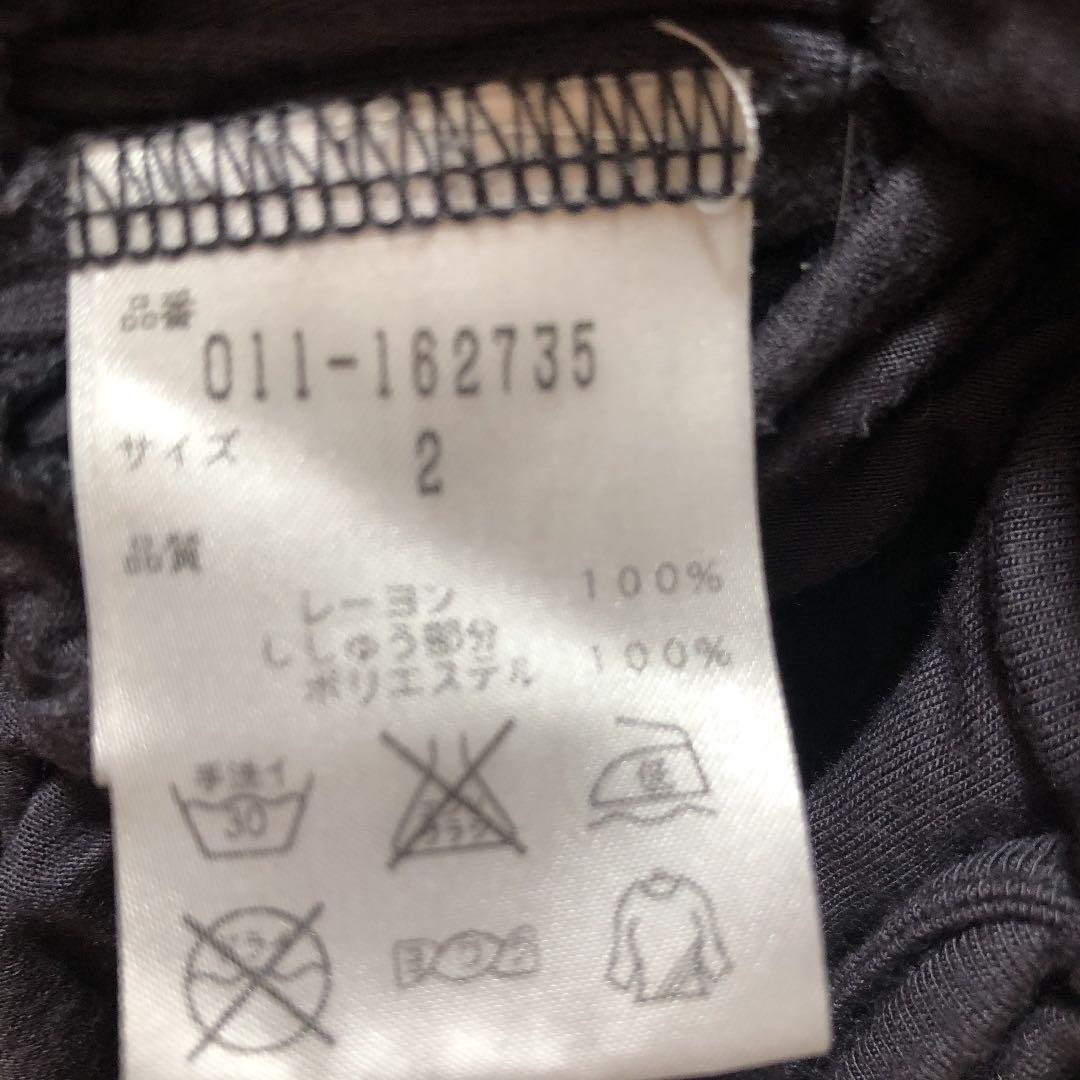 品番
011-162735
サイズ 2
品質
レーヨン 100%
ししゅう部分
ポリエステル 100%
手洗イ
30
低